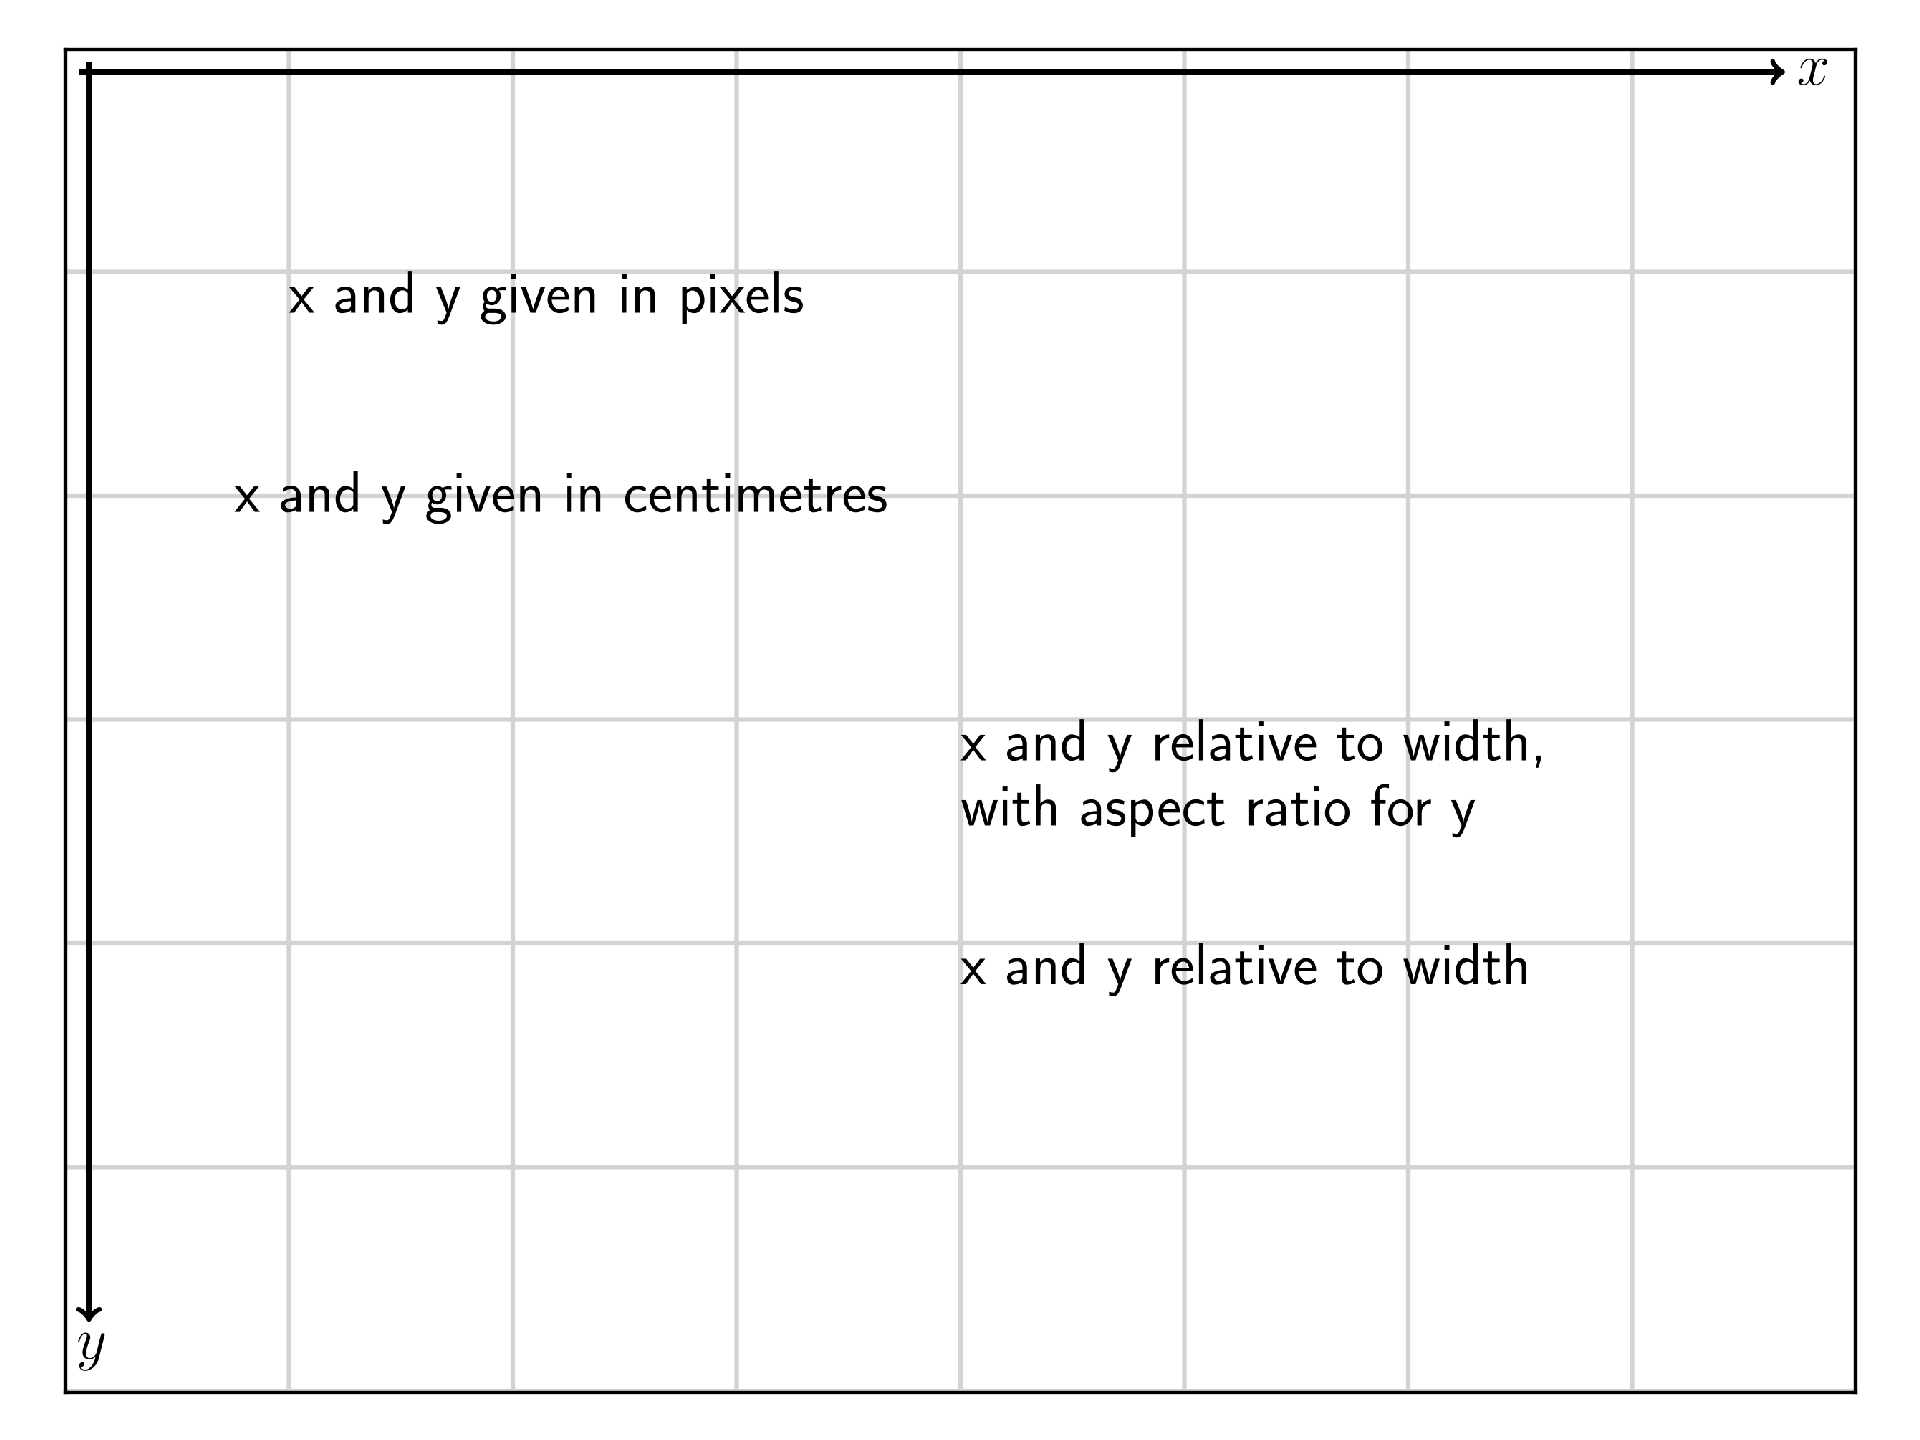 x
x and y given in pixels
x and y given in centimetres
x and y relative to width,
with aspect ratio for y
x and y relative to width
y